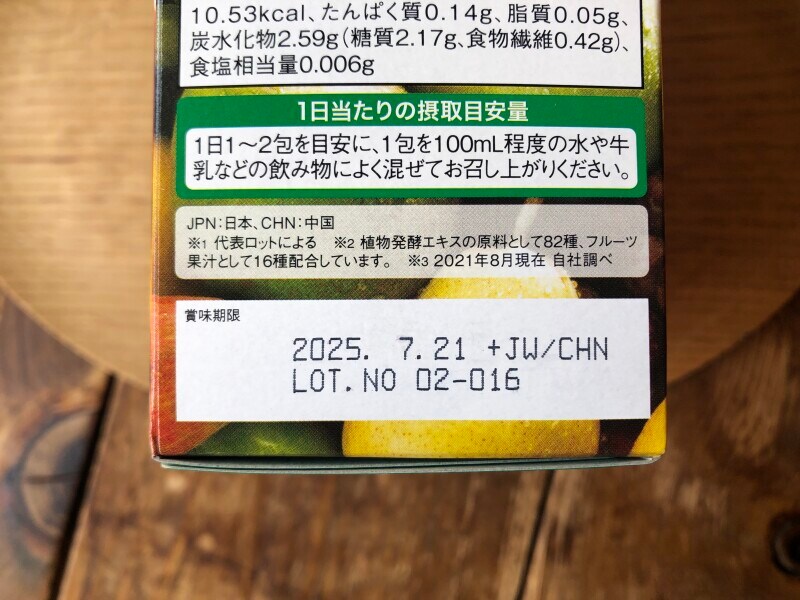 10.53kcal、たんぱく質0.14g、脂質0.05g、
炭水化物2.59g(糖質2.17g、食物繊維0.42g)、
食塩相当量0.006g
1日当たりの摂取目安量
1日1～2包を目安に、1包を100mL程度の水や牛
乳などの飲み物によく混ぜてお召し上がりください。
JPN:日本、CHN:中国
※1 代表ロットによる ※2 植物発酵エキスの原料として82種、フルーツ
果汁として16種配合しています。 ※3 2021年8月現在 自社調べ
賞味期限
2025. 7.21 +JW/CHN
LOT.NO 02-016